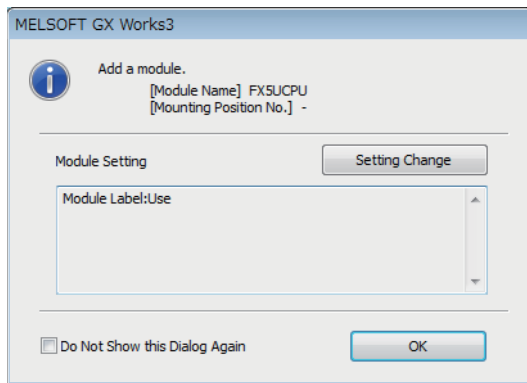 MELSOFT GX Works3
Add a module.
[Module Name] FX5UCPU
[Mounting Position No.] -
Module Setting
Setting Change
Module Label:Use
Do Not Show this Dialog Again
OK